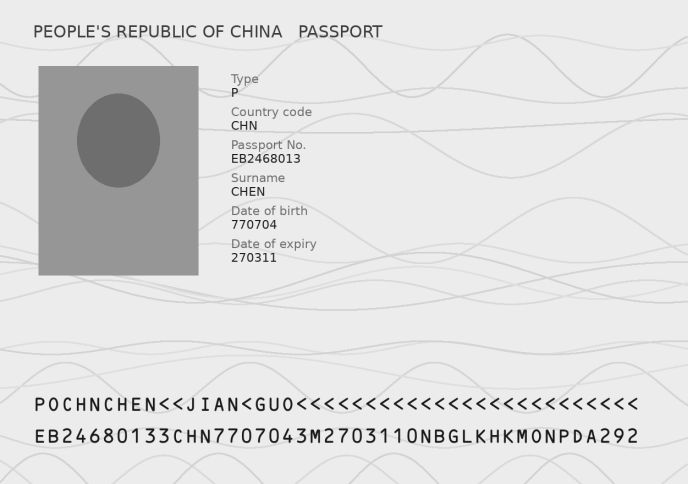 PEOPLE'S REPUBLIC OF CHINA PASSPORT
Type
P
Country code
CHN
Passport No.
EB2468013
Surname
CHEN
Date of birth
770704
Date of expiry
270311
POCHNCHEN<<JIAN<GUO<<<<<<<<<<<<<<<<<<<<<<<<<
EB24680133CHN7707043M2703110NBGLKHKMONPDA292